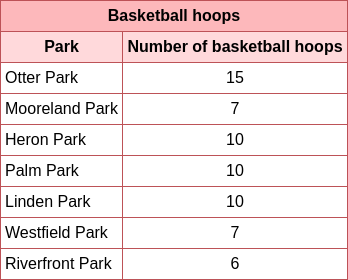 Basketball hoops
Park Number of basketball hoops
Otter Park 15
Mooreland Park 7
Heron Park 10
Palm Park 10
Linden Park 10
Westfield Park 7
Riverfront Park 6